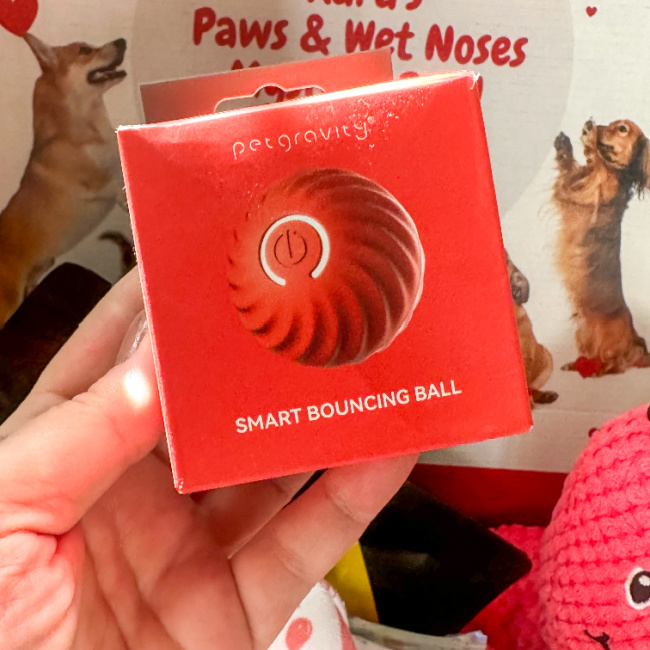 Paws & Wet Noses
petgravity
SMART BOUNCING BALL